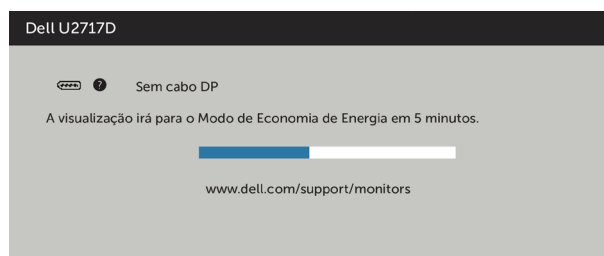 Dell U2717D
? Sem cabo DP
A visualização irá para o Modo de Economia de Energia em 5 minutos.
www.dell.com/support/monitors